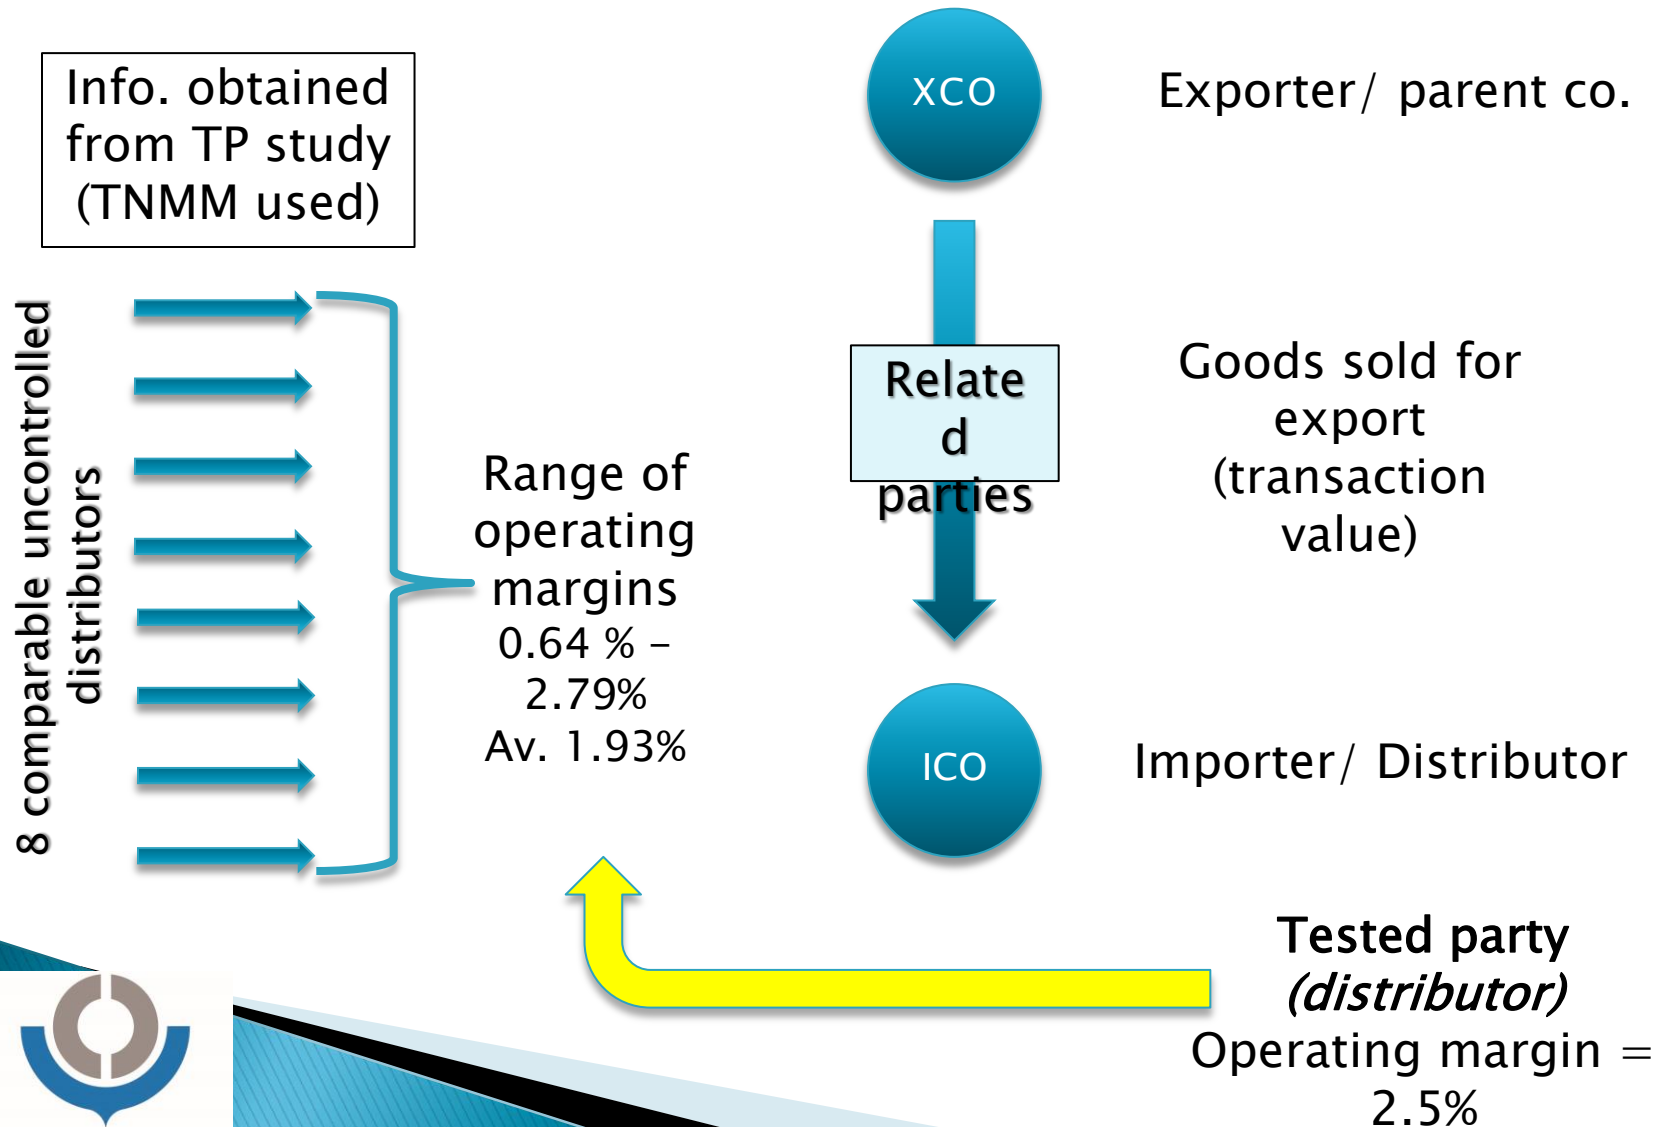 Info. obtained
from TP study
(TNMM used)
8 comparable uncontrolled
distributors
Range of
operating
margins
0.64 % –
2.79%
Av. 1.93%
XCO
Exporter/ parent co.
Relate
d
parties
Goods sold for
export
(transaction
value)
ICO
Importer/ Distributor
Tested party
(distributor)
Operating margin =
2.5%